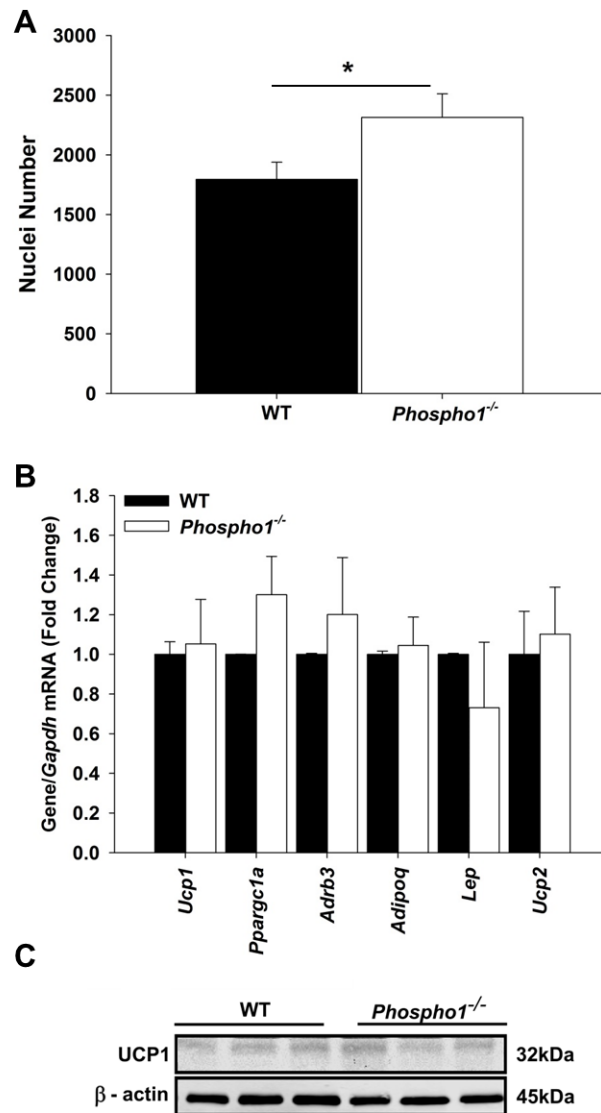 A
3000
2500
2000
1500
1000
500
0
Nuclei Number
*
WT
Phospho1-/-
B
WT
Phospho1-/-
1.8
1.6
1.4
1.2
1.0
0.8
0.6
0.4
0.2
0.0
Gene/Gapdh mRNA (Fold Change)
Ucp1
Ppargc1a
Adrb3
Adipoq
Lep
Ucp2
C
WT
Phospho1-/-
UCP1
32kDa
β - actin
45kDa